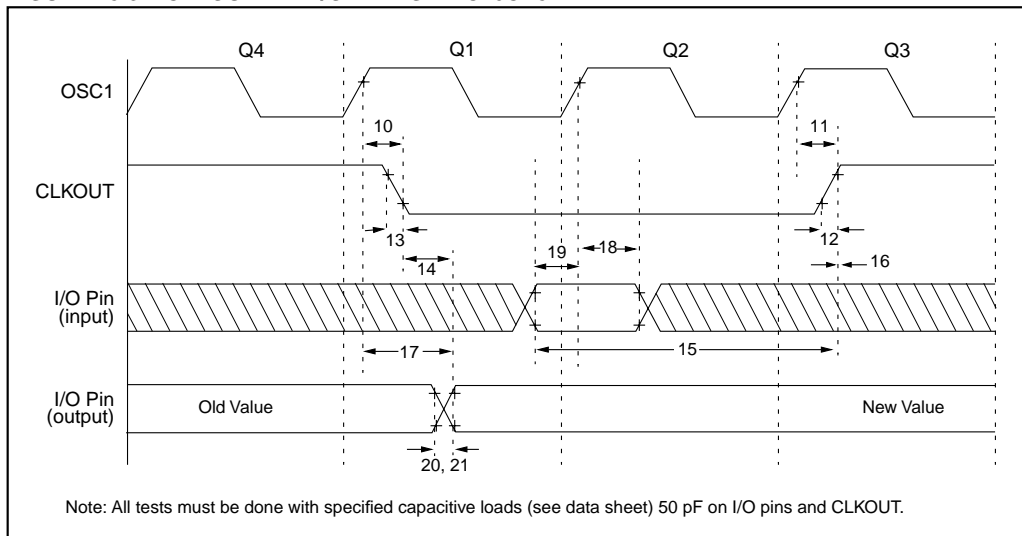 Q4 Q1 Q2 Q3
OSC1
10 11
CLKOUT
13 12
14 19 18 16
I/O Pin
(input)
17 15
I/O Pin
(output)
Old Value New Value
20, 21
Note: All tests must be done with specified capacitive loads (see data sheet) 50 pF on I/O pins and CLKOUT.